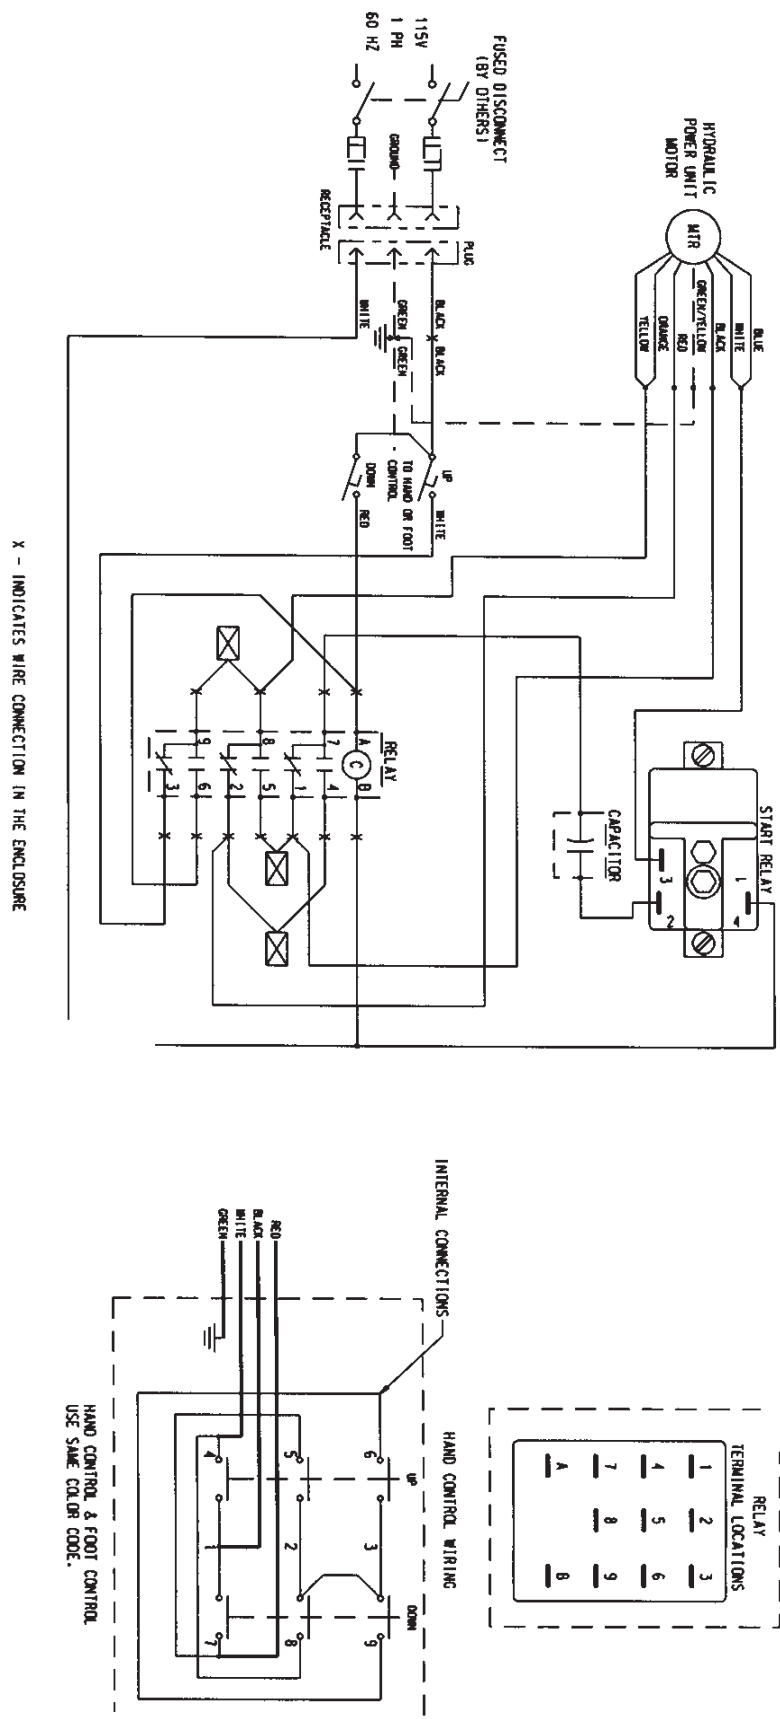 FUSED DISCONNECT
(BY OTHERS)
115V
1 PH
60 HZ
GROUND
RECEPTACLE
PLUG
HYDRAULIC
POWER UNIT
MOTOR
MTR
BLUE
WHITE
BLACK
GREEN/YELLOW
RED
ORANGE
YELLOW
BLACK
BLACK
GREEN
GREEN
WHITE
UP
WHITE
TO HAND OR FOOT
CONTROL
DOWN
RED
RELAY
A
C
B
7
4
1
8
5
2
9
6
3
START RELAY
1
4
3
2
CAPACITOR
X - INDICATES WIRE CONNECTION IN THE ENCLOSURE
RELAY
TERMINAL LOCATIONS
1 2 3
4 5 6
7 8 9
A B
HAND CONTROL WIRING
INTERNAL CONNECTIONS
UP
DOWN
6 3 9
5 2 8
4 1 7
RED
BLACK
WHITE
GREEN
HAND CONTROL & FOOT CONTROL
USE SAME COLOR CODE.